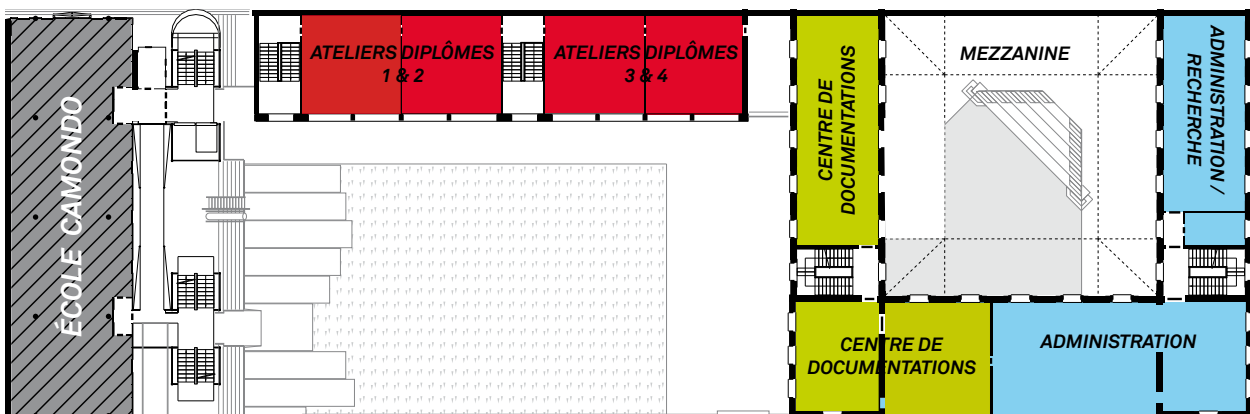 ÉCOLE CAMONDO
ATELIERS DIPLÔMES
1 & 2
ATELIERS DIPLÔMES
3 & 4
CENTRE DE
DOCUMENTATIONS
MEZZANINE
ADMINISTRATION /
RECHERCHE
CENTRE DE
DOCUMENTATIONS
ADMINISTRATION